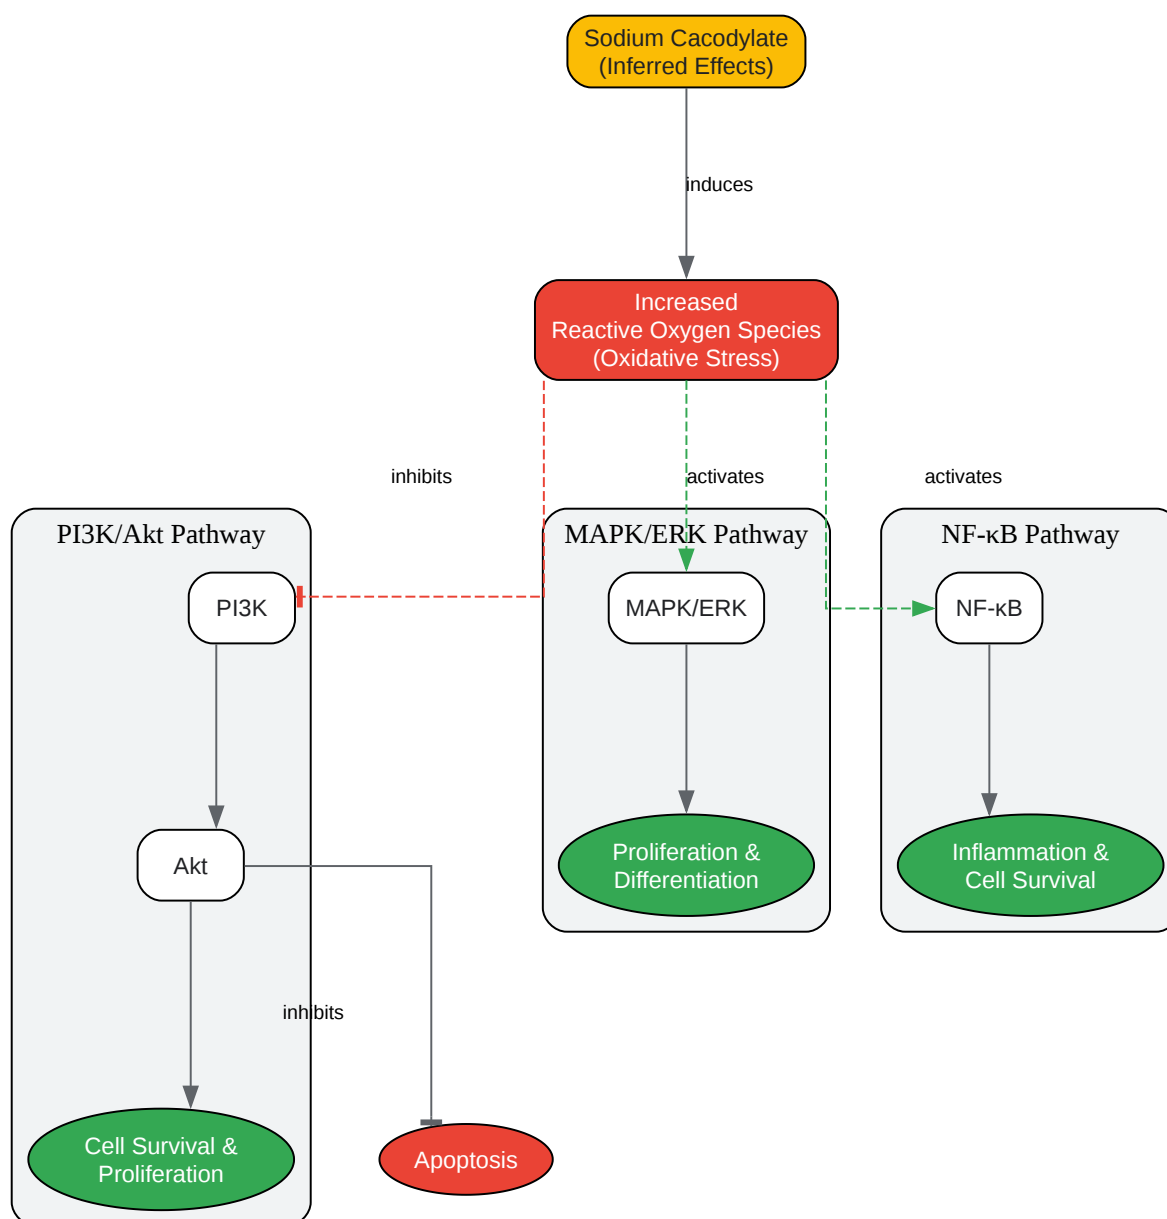 Sodium Cacodylate
(Inferred Effects)
induces
Increased
Reactive Oxygen Species
(Oxidative Stress)
inhibits
activates
activates
PI3K/Akt Pathway
MAPK/ERK Pathway
NF-κB Pathway
PI3K
MAPK/ERK
NF-κB
Akt
Proliferation &
Differentiation
Inflammation &
Cell Survival
inhibits
Cell Survival &
Proliferation
Apoptosis